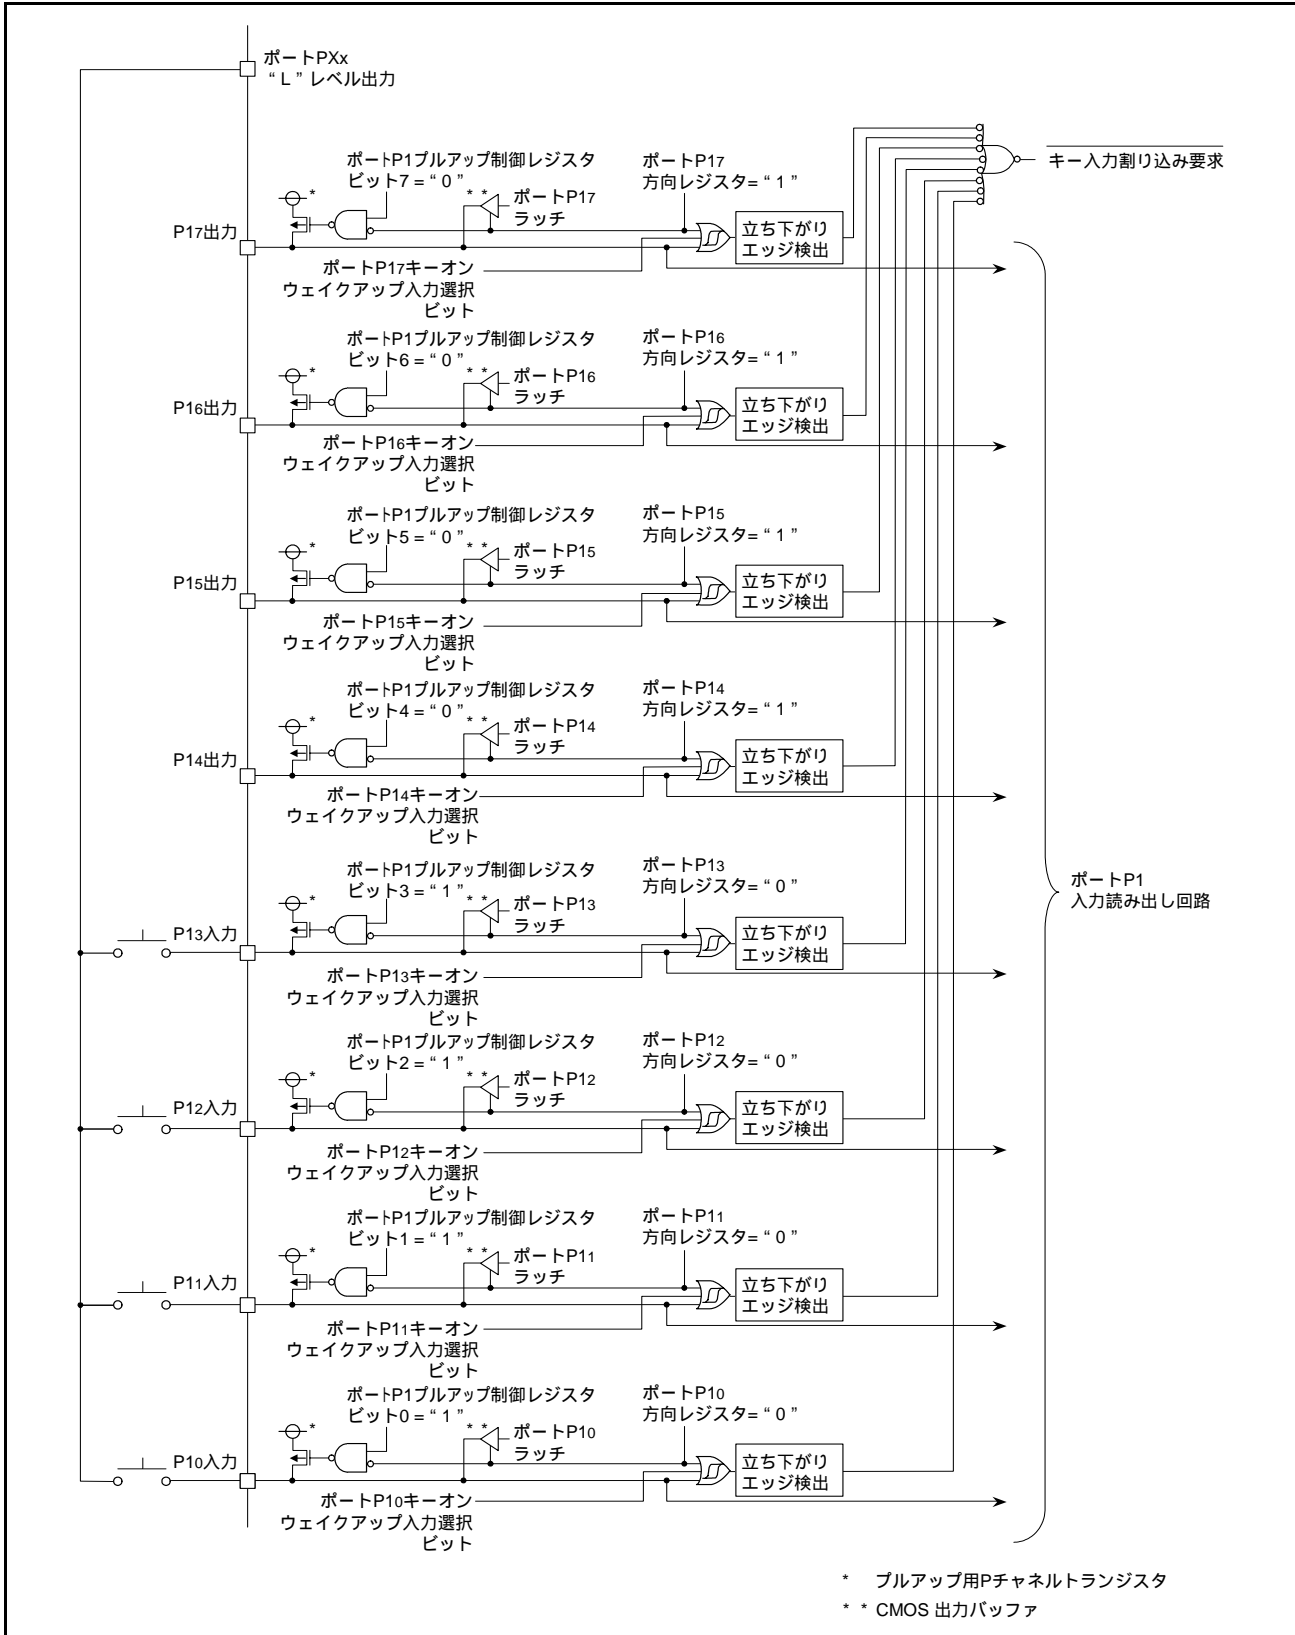 ポートPXx
“L”レベル出力
キー入力割り込み要求
ポートP1プルアップ制御レジスタ
ビット7 = “0”
* *
ポートP17
ラッチ
ポートP17
方向レジスタ= “1”
*
P17出力
立ち下がり
エッジ検出
ポートP17キーオン
ウェイクアップ入力選択
ビット
ポートP1プルアップ制御レジスタ
ビット6 = “0”
* *
ポートP16
ラッチ
ポートP16
方向レジスタ= “1”
*
P16出力
立ち下がり
エッジ検出
ポートP16キーオン
ウェイクアップ入力選択
ビット
ポートP1プルアップ制御レジスタ
ビット5 = “0”
* *
ポートP15
ラッチ
ポートP15
方向レジスタ= “1”
*
P15出力
立ち下がり
エッジ検出
ポートP15キーオン
ウェイクアップ入力選択
ビット
ポートP1プルアップ制御レジスタ
ビット4 = “0”
* *
ポートP14
ラッチ
ポートP14
方向レジスタ= “1”
*
P14出力
立ち下がり
エッジ検出
ポートP14キーオン
ウェイクアップ入力選択
ビット
ポートP1プルアップ制御レジスタ
ビット3 = “1”
* *
ポートP13
ラッチ
ポートP13
方向レジスタ= “0”
*
P13入力
立ち下がり
エッジ検出
ポートP13キーオン
ウェイクアップ入力選択
ビット
ポートP1
入力読み出し回路
ポートP1プルアップ制御レジスタ
ビット2 = “1”
* *
ポートP12
ラッチ
ポートP12
方向レジスタ= “0”
*
P12入力
立ち下がり
エッジ検出
ポートP12キーオン
ウェイクアップ入力選択
ビット
ポートP1プルアップ制御レジスタ
ビット1 = “1”
* *
ポートP11
ラッチ
ポートP11
方向レジスタ= “0”
*
P11入力
立ち下がり
エッジ検出
ポートP11キーオン
ウェイクアップ入力選択
ビット
ポートP1プルアップ制御レジスタ
ビット0 = “1”
* *
ポートP10
ラッチ
ポートP10
方向レジスタ= “0”
*
P10入力
立ち下がり
エッジ検出
ポートP10キーオン
ウェイクアップ入力選択
ビット
* プルアップ用Pチャネルトランジスタ
* * CMOS 出力バッファ